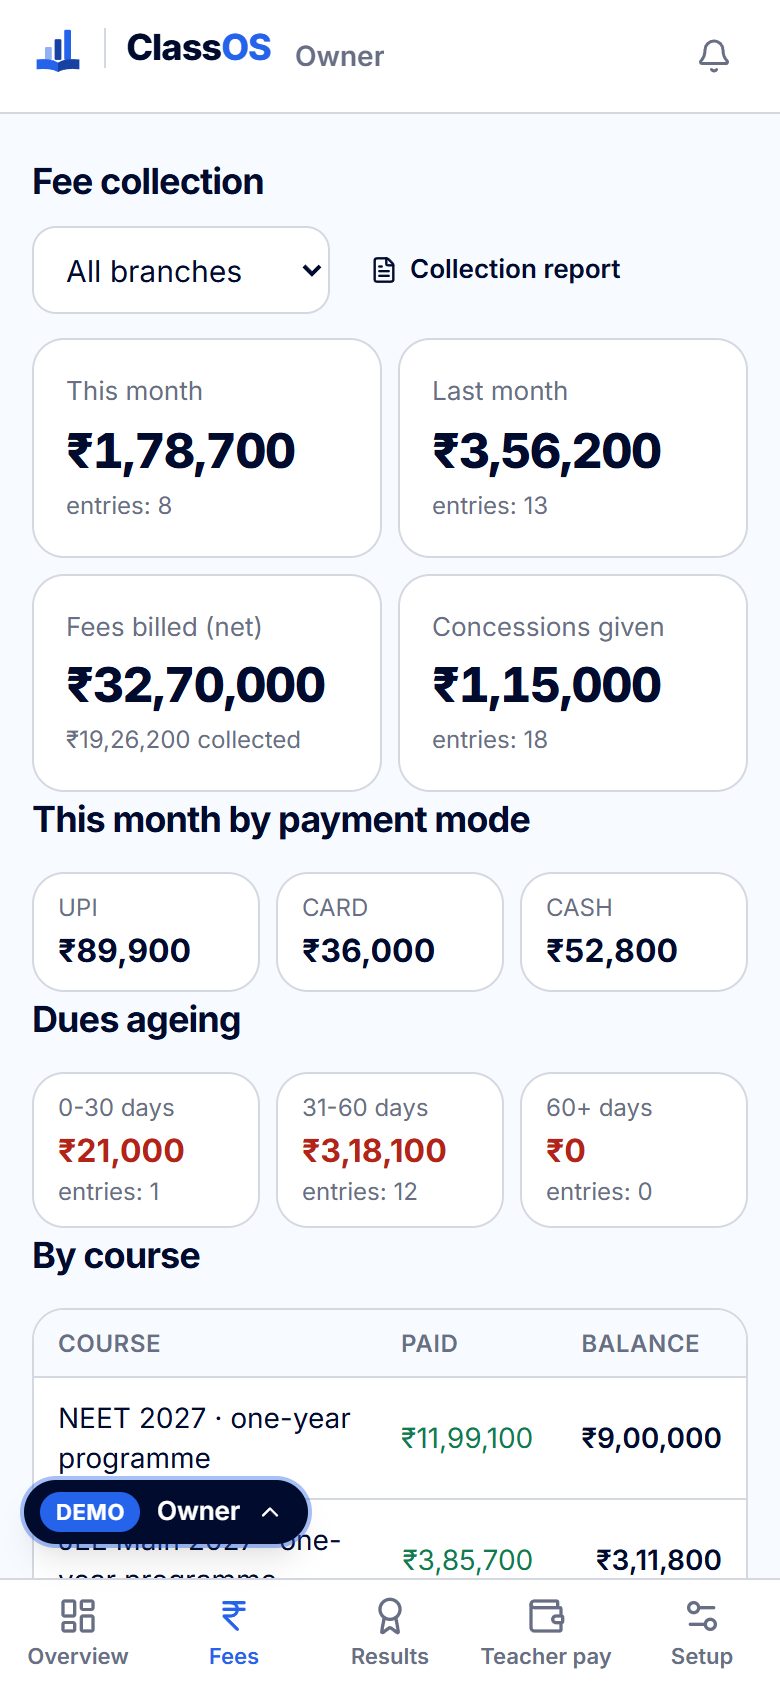 ClassOS Owner
Fee collection
All branches
Collection report
This month
₹1,78,700
entries: 8
Last month
₹3,56,200
entries: 13
Fees billed (net)
₹32,70,000
₹19,26,200 collected
Concessions given
₹1,15,000
entries: 18
This month by payment mode
UPI
₹89,900
CARD
₹36,000
CASH
₹52,800
Dues ageing
0-30 days
₹21,000
entries: 1
31-60 days
₹3,18,100
entries: 12
60+ days
₹0
entries: 0
By course
COURSE PAID BALANCE
NEET 2027 · one-year
programme
₹11,99,100 ₹9,00,000
DEMO Owner
JEE Main 2027 · one-
year programme
₹3,85,700 ₹3,11,800
Overview Fees Results Teacher pay Setup